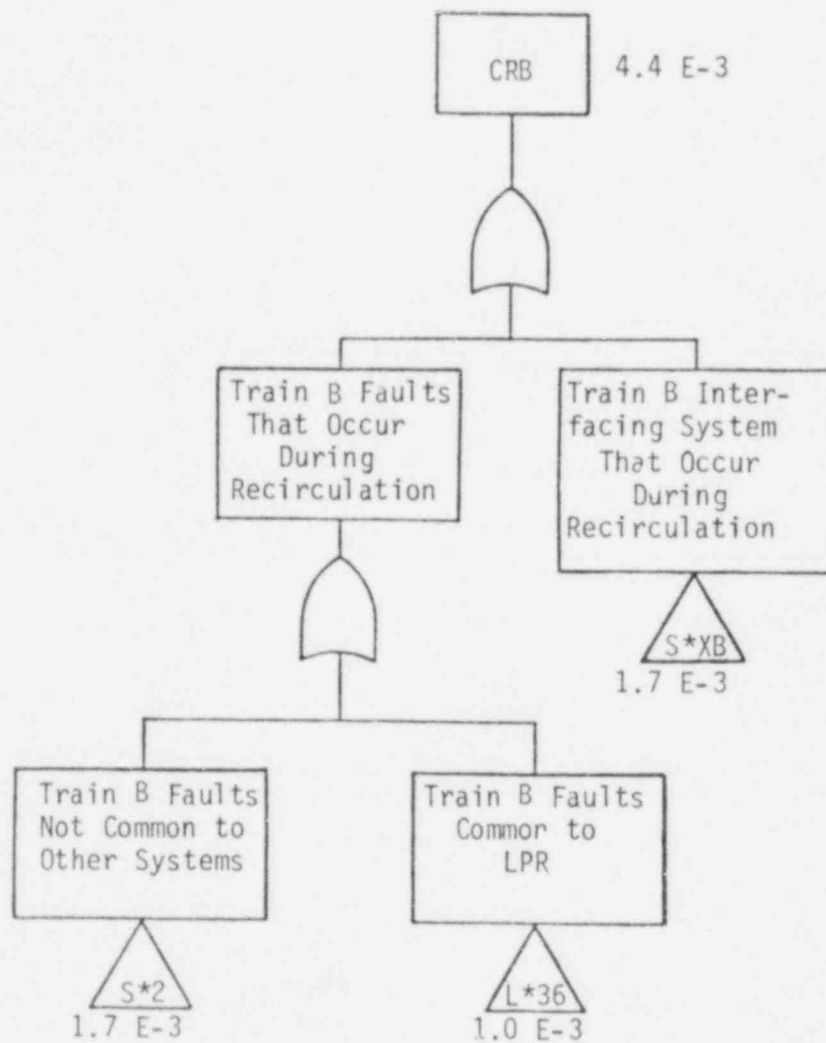 CRB
4.4 E-3
Train B Faults
That Occur
During
Recirculation
Train B Inter-
facing System
That Occur
During
Recirculation
S*XB
1.7 E-3
Train B Faults
Not Common to
Other Systems
S*2
1.7 E-3
Train B Faults
Commor to
LPR
L*36
1.0 E-3